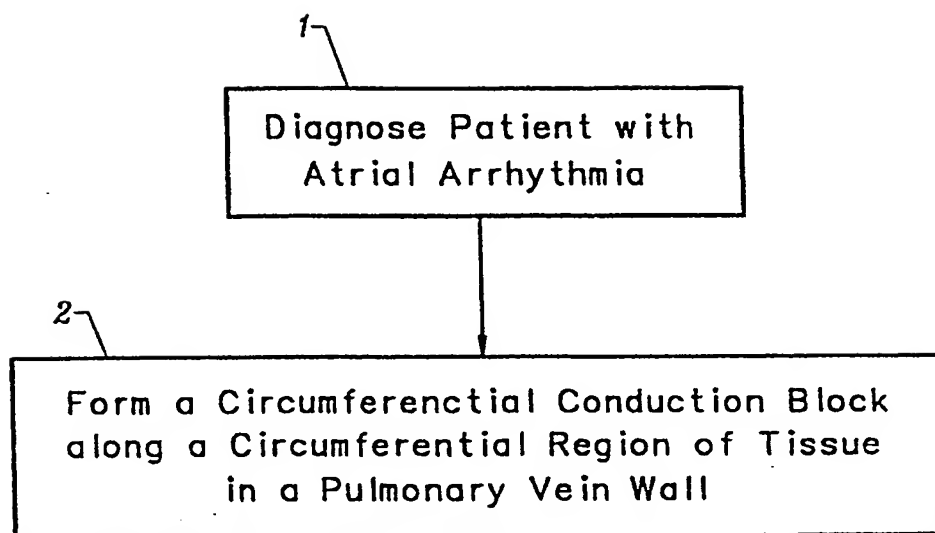 1
Diagnose Patient with
Atrial Arrhythmia
2
Form a Circumferenctial Conduction Block
along a Circumferential Region of Tissue
in a Pulmonary Vein Wall